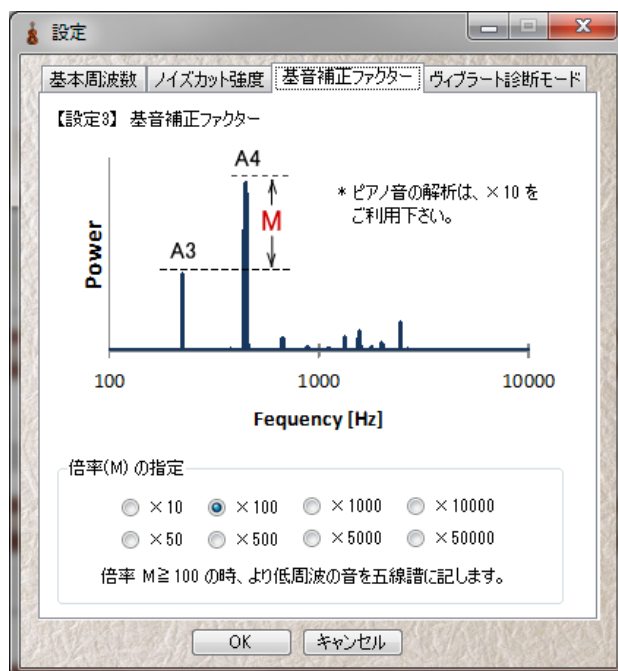 設定
基本周波数 ノイズカット強度 基音補正ファクター ヴィブラート診断モード
【設定3】 基音補正ファクター
A4
* ピアノ音の解析は、×10 を
ご利用下さい。
M
A3
Power
100 1000 10000
Fequency [Hz]
倍率(M) の指定
×10 ×100 ×1000 ×10000
×50 ×500 ×5000 ×50000
倍率 M≧100 の時、より低周波の音を五線譜に記します。
OK キャンセル